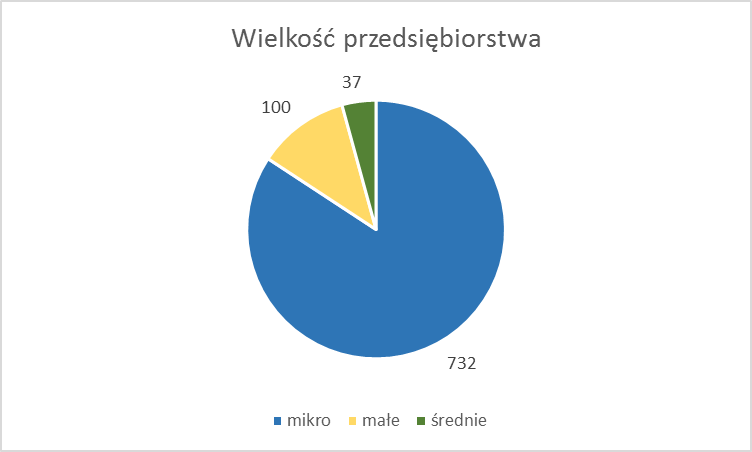 Wielkość przedsiębiorstwa
37
100
732
mikro małe średnie